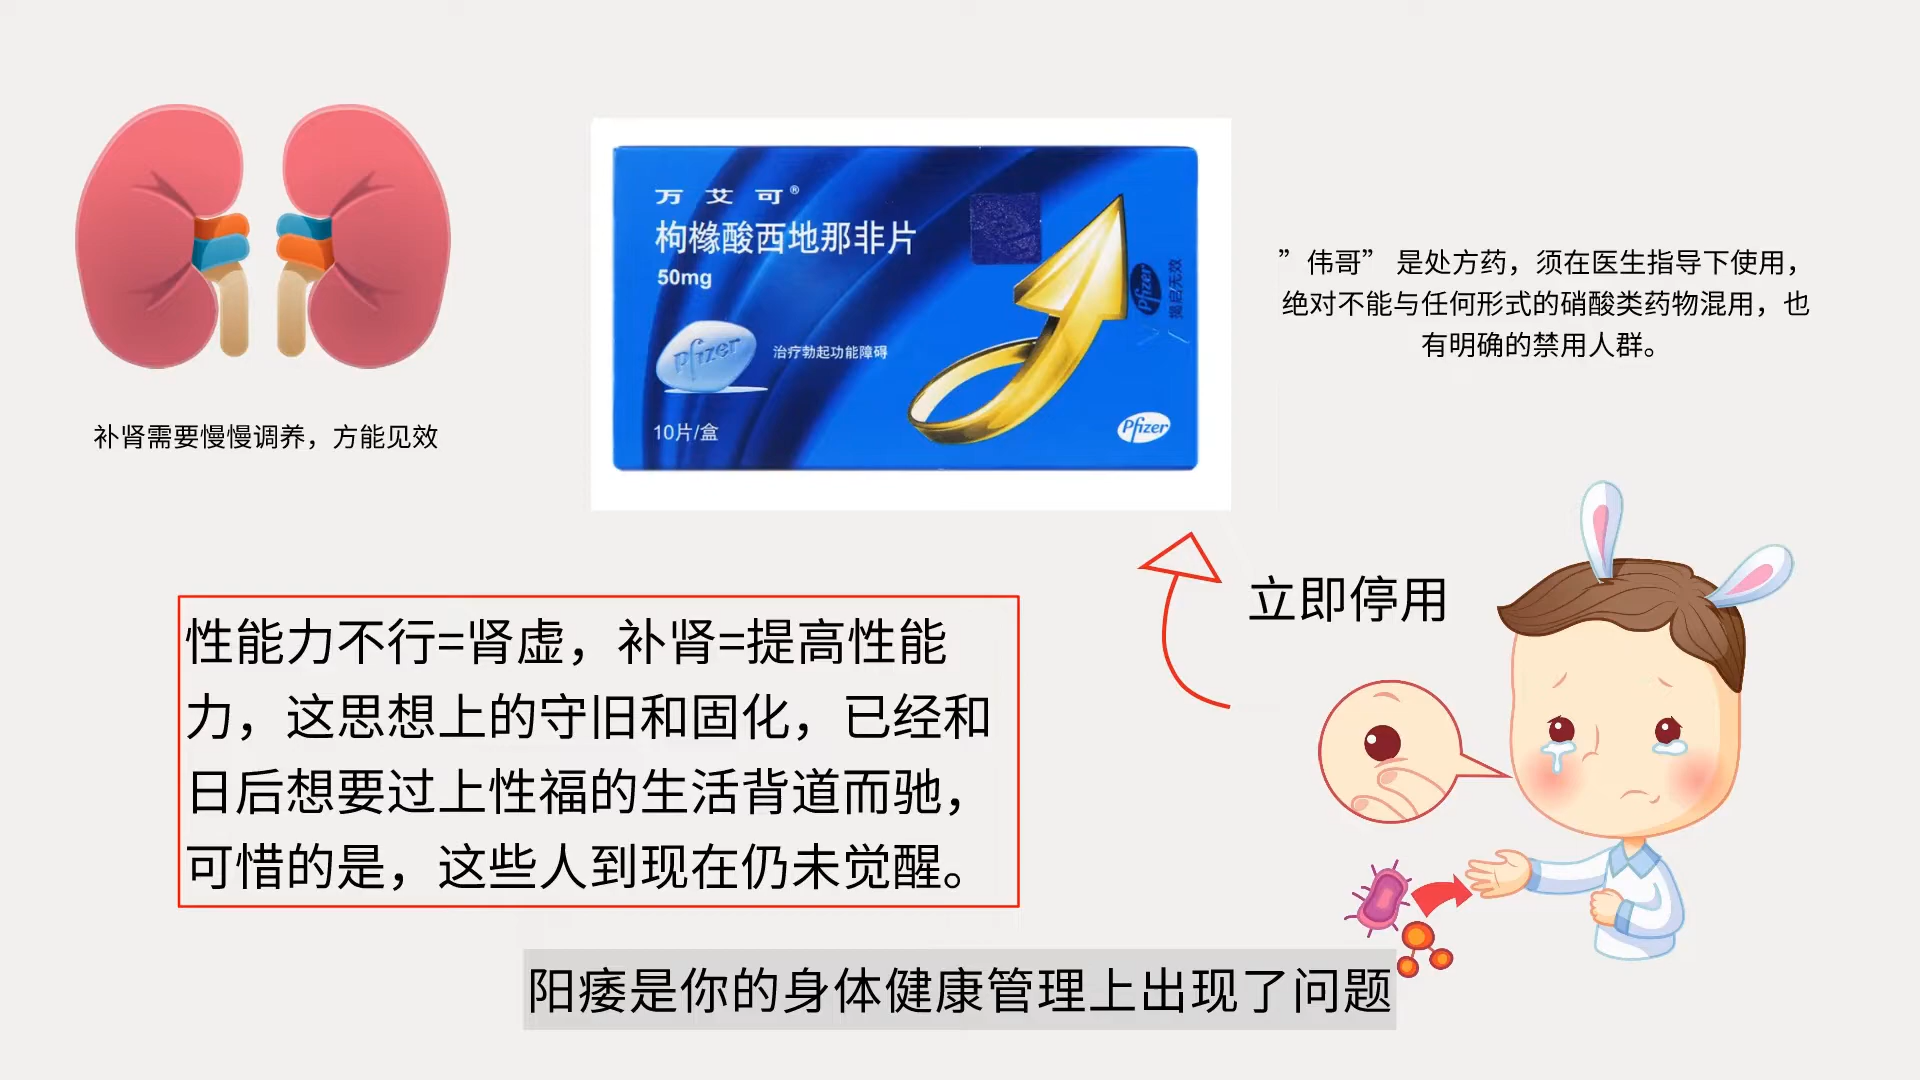 万艾可®
枸橼酸西地那非片
50mg
Pfizer
治疗勃起功能障碍
10片/盒
Pfizer
揭启无效
Pfizer
”伟哥” 是处方药，须在医生指导下使用，
绝对不能与任何形式的硝酸类药物混用，也
有明确的禁用人群。
补肾需要慢慢调养，方能见效
立即停用
性能力不行=肾虚，补肾=提高性能
力，这思想上的守旧和固化，已经和
日后想要过上性福的生活背道而驰，
可惜的是，这些人到现在仍未觉醒。
阳痿是你的身体健康管理上出现了问题